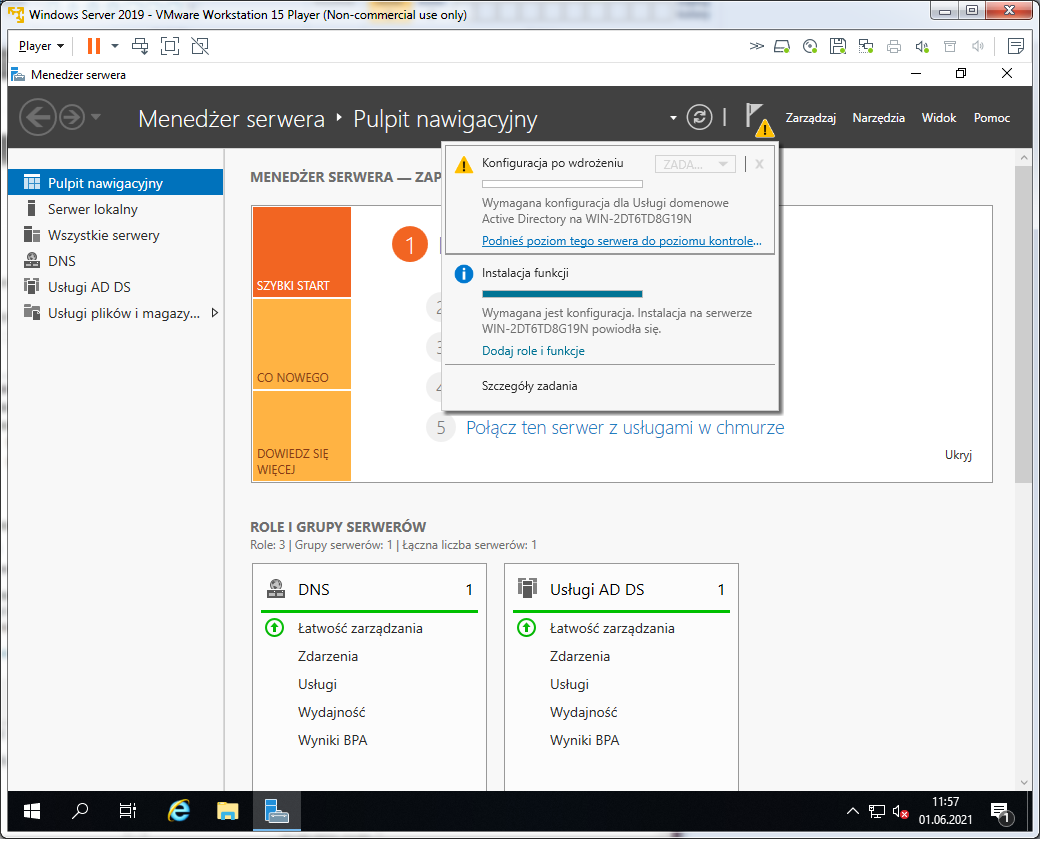 Windows Server 2019 - VMware Workstation 15 Player (Non-commercial use only)
Player
Menedżer serwera
Menedżer serwera
Pulpit nawigacyjny
Zarządzaj
Narzędzia
Widok
Pomoc
Pulpit nawigacyjny
Serwer lokalny
Wszystkie serwery
DNS
Usługi AD DS
Usługi plików i magazy...
MENEDŻER SERWERA — ZAP
SZYBKI START
CO NOWEGO
DOWIEDZ SIĘ
WIĘCEJ
1
2
3
4
5 Połącz ten serwer z usługami w chmurze
Ukryj
Konfiguracja po wdrożeniu
ZADA...
X
Wymagana konfiguracja dla Usługi domenowe
Active Directory na WIN-2DT6TD8G19N
Podnieś poziom tego serwera do poziomu kontrole...
Instalacja funkcji
Wymagana jest konfiguracja. Instalacja na serwerze
WIN-2DT6TD8G19N powiodła się.
Dodaj role i funkcje
Szczegóły zadania
ROLE I GRUPY SERWERÓW
Role: 3 | Grupy serwerów: 1 | Łączna liczba serwerów: 1
DNS 1
Łatwość zarządzania
Zdarzenia
Usługi
Wydajność
Wyniki BPA
Usługi AD DS 1
Łatwość zarządzania
Zdarzenia
Usługi
Wydajność
Wyniki BPA
11:57
01.06.2021
1